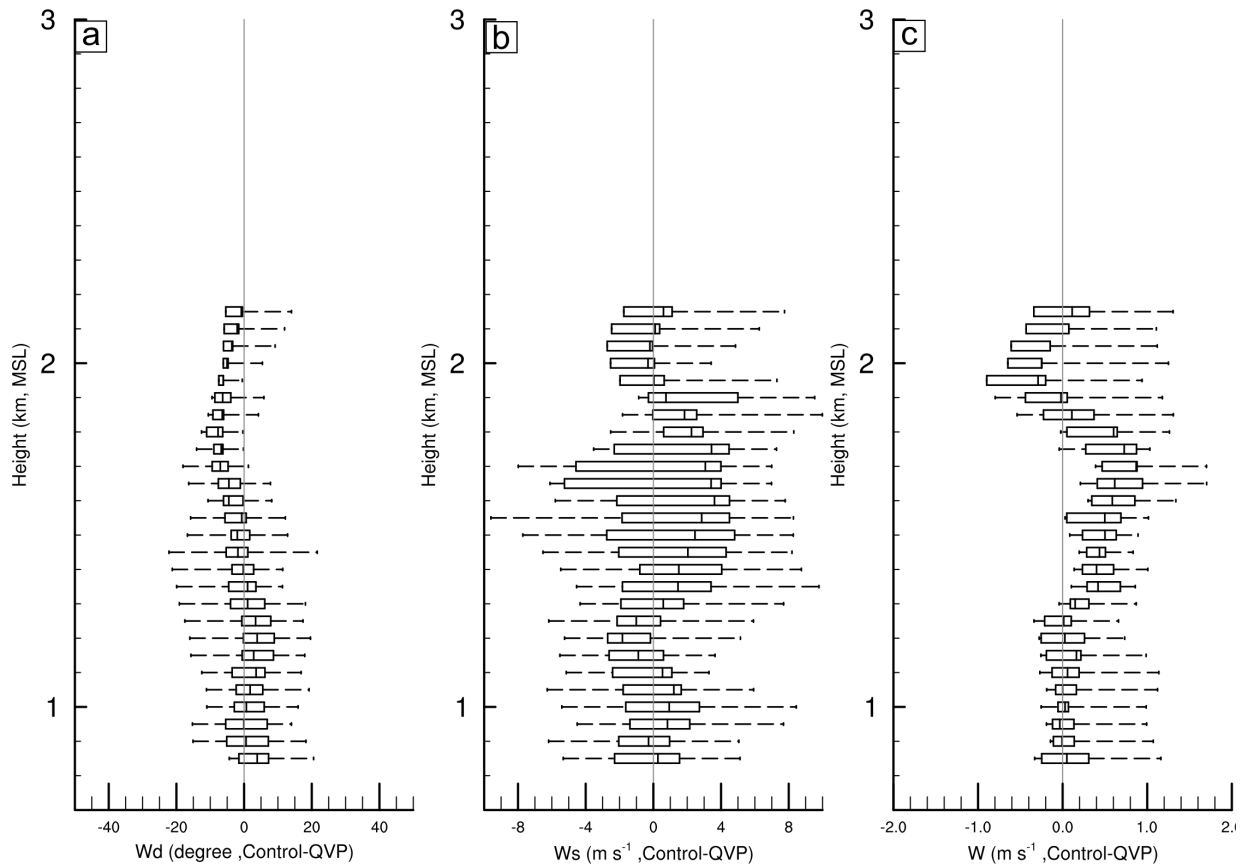 a
3
2
1
Height (km, MSL)
-40 -20 0 20 40
Wd (degree ,Control-QVP)
b
3
2
1
Height (km, MSL)
-8 -4 0 4 8
Ws (m s⁻¹ ,Control-QVP)
c
3
2
1
Height (km, MSL)
-2.0 -1.0 0.0 1.0 2.0
W (m s⁻¹ ,Control-QVP)